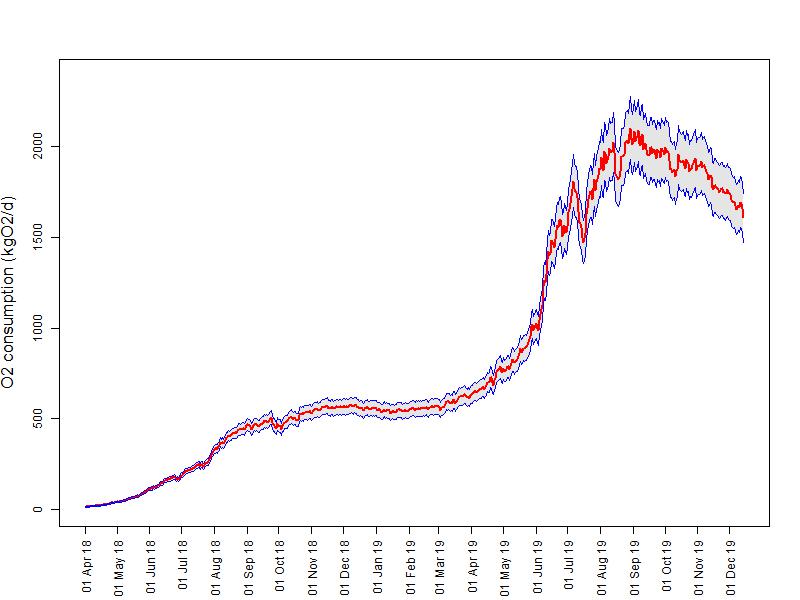 O2 consumption (kgO2/d)
2000
1500
1000
500
0
01 Apr 18
01 May 18
01 Jun 18
01 Jul 18
01 Aug 18
01 Sep 18
01 Oct 18
01 Nov 18
01 Dec 18
01 Jan 19
01 Feb 19
01 Mar 19
01 Apr 19
01 May 19
01 Jun 19
01 Jul 19
01 Aug 19
01 Sep 19
01 Oct 19
01 Nov 19
01 Dec 19